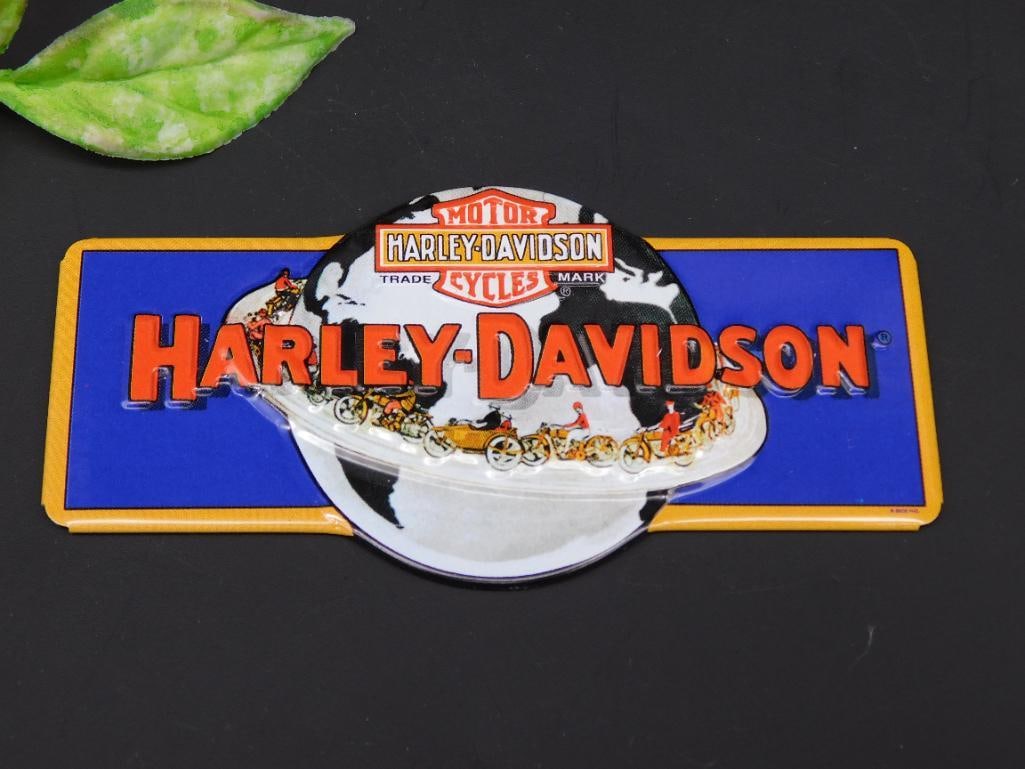 MOTOR
HARLEY-DAVIDSON
TRADE MARK
CYCLES ®
HARLEY-DAVIDSON ®